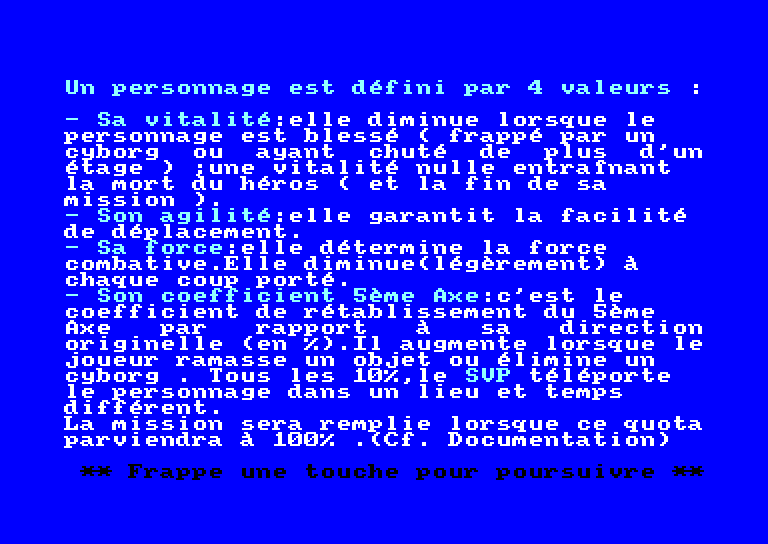 Un personnage est défini par 4 valeurs :
- Sa vitalité:elle diminue lorsque le
personnage est blessé ( frappé par un
cyborg ou ayant chuté de plus d'un
étage ) ;une vitalité nulle entraînant
la mort du héros ( et la fin de sa
mission ).
- Son agilité:elle garantit la facilité
de déplacement.
- Sa force:elle détermine la force
combative.Elle diminue(légèrement) à
chaque coup porté.
- Son coefficient 5ème Axe:c'est le
coefficient de rétablissement du 5ème
Axe par rapport à sa direction
originelle (en %).Il augmente lorsque le
joueur ramasse un objet ou élimine un
cyborg . Tous les 10%,le SVP téléporte
le personnage dans un lieu et temps
différent.
La mission sera remplie lorsque ce quota
parviendra à 100% .(Cf. Documentation)
** Frappe une touche pour poursuivre **